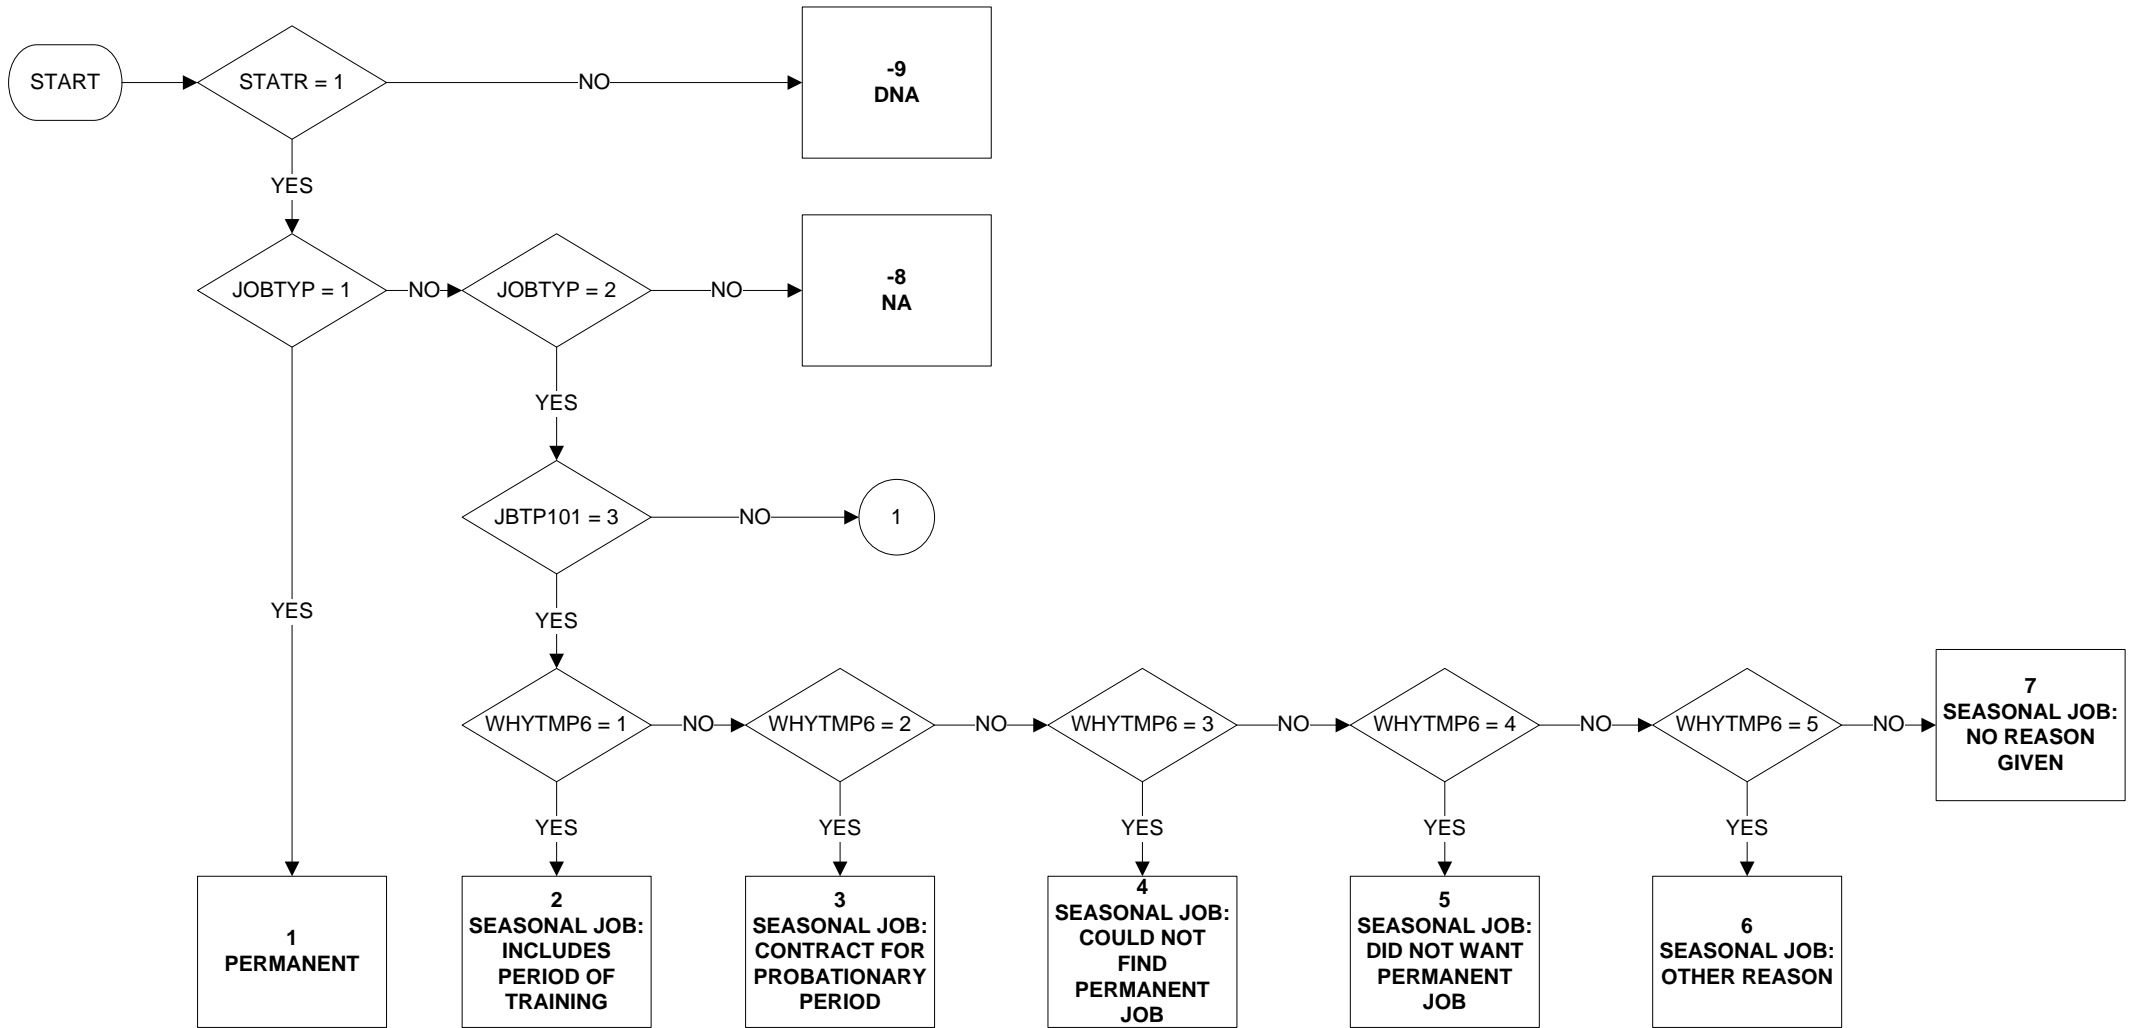 START
STATR = 1
NO
-9
DNA
YES
JOBTYP = 1
NO
JOBTYP = 2
NO
-8
NA
YES
JBTP101 = 3
NO
1
YES
YES
WHYTMP6 = 1
NO
WHYTMP6 = 2
NO
WHYTMP6 = 3
NO
WHYTMP6 = 4
NO
WHYTMP6 = 5
NO
7
SEASONAL JOB:
NO REASON
GIVEN
YES
YES
YES
YES
YES
1
PERMANENT
2
SEASONAL JOB:
INCLUDES
PERIOD OF
TRAINING
3
SEASONAL JOB:
CONTRACT FOR
PROBATIONARY
PERIOD
4
SEASONAL JOB:
COULD NOT
FIND
PERMANENT
JOB
5
SEASONAL JOB:
DID NOT WANT
PERMANENT
JOB
6
SEASONAL JOB:
OTHER REASON